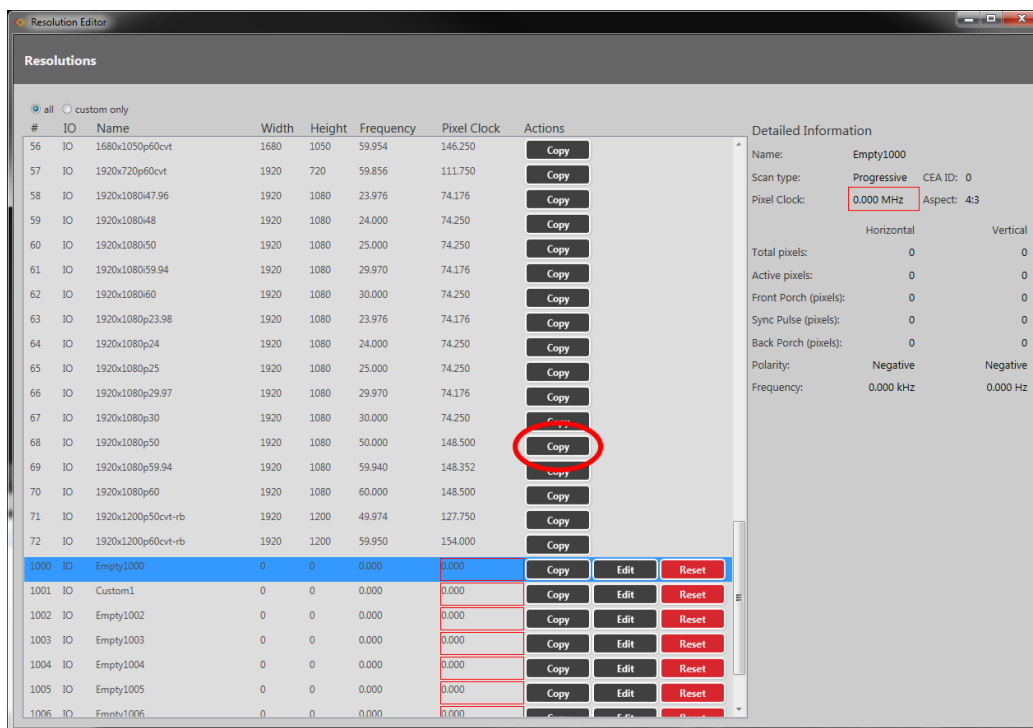 Resolution Editor
Resolutions
all custom only
# IO Name Width Height Frequency Pixel Clock Actions
56 IO 1680x1050p60cvt 1680 1050 59.954 146.250 Copy
57 IO 1920x720p60cvt 1920 720 59.856 111.750 Copy
58 IO 1920x1080i47.96 1920 1080 23.976 74.176 Copy
59 IO 1920x1080i48 1920 1080 24.000 74.250 Copy
60 IO 1920x1080i50 1920 1080 25.000 74.250 Copy
61 IO 1920x1080i59.94 1920 1080 29.970 74.176 Copy
62 IO 1920x1080i60 1920 1080 30.000 74.250 Copy
63 IO 1920x1080p23.98 1920 1080 23.976 74.176 Copy
64 IO 1920x1080p24 1920 1080 24.000 74.250 Copy
65 IO 1920x1080p25 1920 1080 25.000 74.250 Copy
66 IO 1920x1080p29.97 1920 1080 29.970 74.176 Copy
67 IO 1920x1080p30 1920 1080 30.000 74.250 Copy
68 IO 1920x1080p50 1920 1080 50.000 148.500 Copy
69 IO 1920x1080p59.94 1920 1080 59.940 148.352 Copy
70 IO 1920x1080p60 1920 1080 60.000 148.500 Copy
71 IO 1920x1200p50cvt-rb 1920 1200 49.974 127.750 Copy
72 IO 1920x1200p60cvt-rb 1920 1200 59.950 154.000 Copy
1000 IO Empty1000 0 0 0.000 0.000 Copy Edit Reset
1001 IO Custom1 0 0 0.000 0.000 Copy Edit Reset
1002 IO Empty1002 0 0 0.000 0.000 Copy Edit Reset
1003 IO Empty1003 0 0 0.000 0.000 Copy Edit Reset
1004 IO Empty1004 0 0 0.000 0.000 Copy Edit Reset
1005 IO Empty1005 0 0 0.000 0.000 Copy Edit Reset
1006 IO Empty1006 0 0 0.000 0.000
Detailed Information
Name: Empty1000
Scan type: Progressive CEA ID: 0
Pixel Clock: 0.000 MHz Aspect: 4:3
Horizontal Vertical
Total pixels: 0 0
Active pixels: 0 0
Front Porch (pixels): 0 0
Sync Pulse (pixels): 0 0
Back Porch (pixels): 0 0
Polarity: Negative Negative
Frequency: 0.000 kHz 0.000 Hz